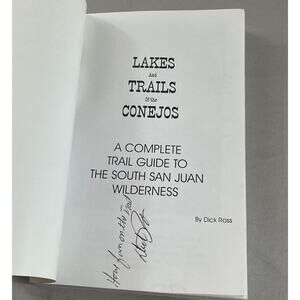 LAKES
And
TRAILS
Of the
CONEJOS
A COMPLETE
TRAIL GUIDE TO
THE SOUTH SAN JUAN
WILDERNESS
By Dick Ross